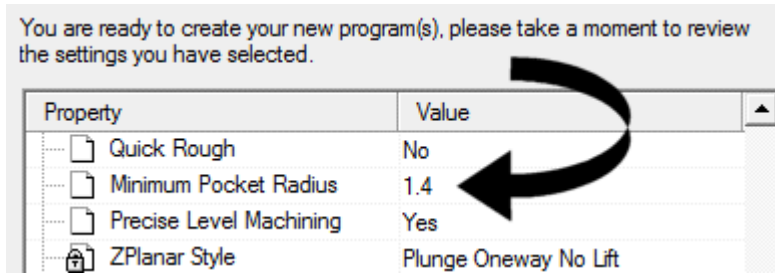 You are ready to create your new program(s), please take a moment to review
the settings you have selected.
Property Value
Quick Rough No
Minimum Pocket Radius 1.4
Precise Level Machining Yes
ZPlanar Style Plunge Oneway No Lift